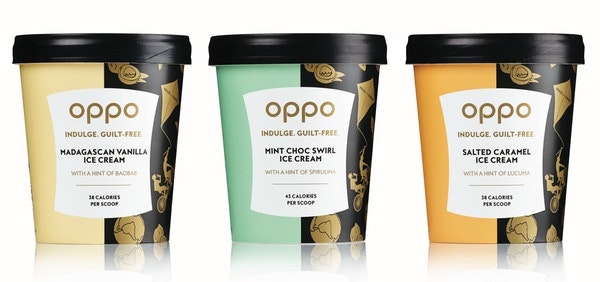 oppo
INDULGE. GUILT-FREE.
MADAGASCAN VANILLA
ICE CREAM
WITH A HINT OF BAOBAB
38 CALORIES
PER SCOOP
oppo
INDULGE. GUILT-FREE.
MINT CHOC SWIRL
ICE CREAM
WITH A HINT OF SPIRULINA
43 CALORIES
PER SCOOP
oppo
INDULGE. GUILT-FREE.
SALTED CARAMEL
ICE CREAM
WITH A HINT OF LUCUMA
38 CALORIES
PER SCOOP